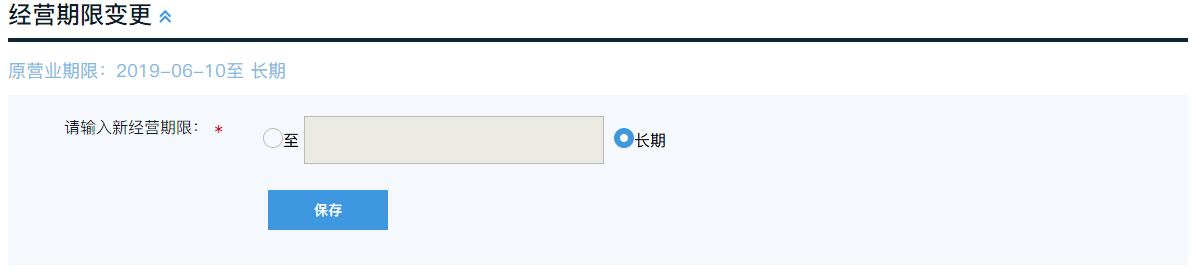 经营期限变更
原营业期限：2019-06-10至 长期
请输入新经营期限： *
至 长期
保存